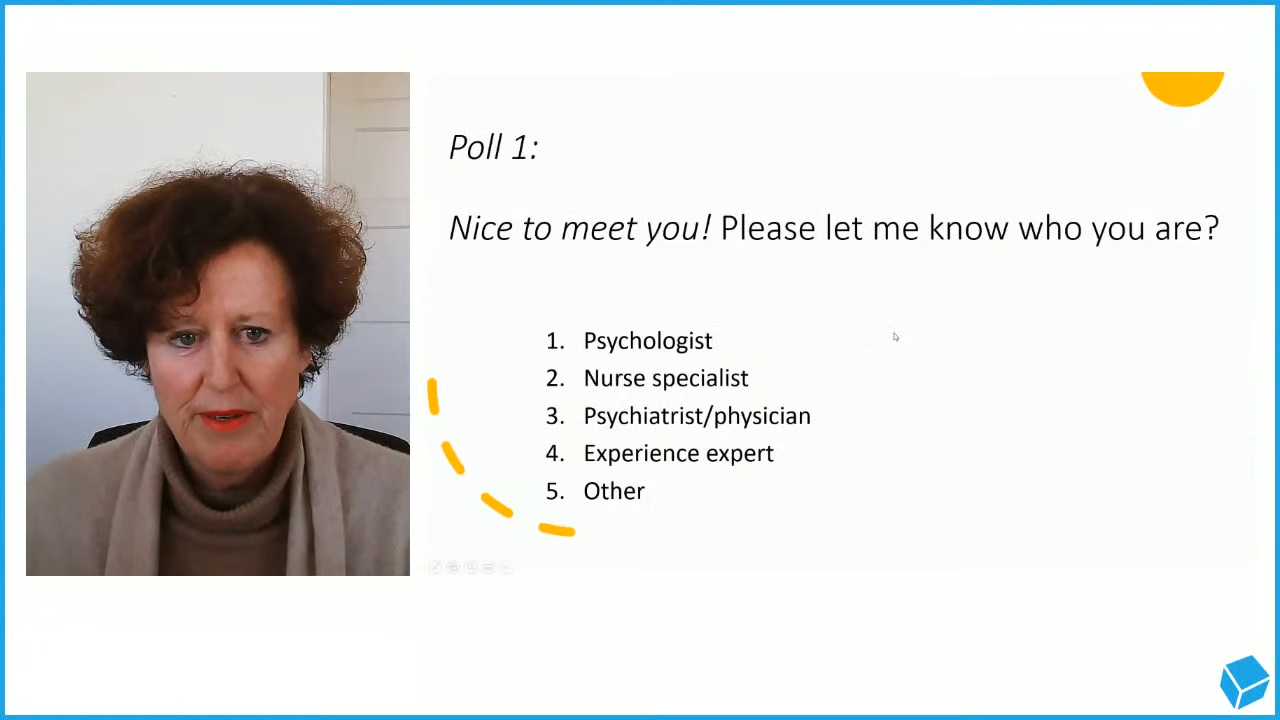 Poll 1:
Nice to meet you! Please let me know who you are?
1. Psychologist
2. Nurse specialist
3. Psychiatrist/physician
4. Experience expert
5. Other